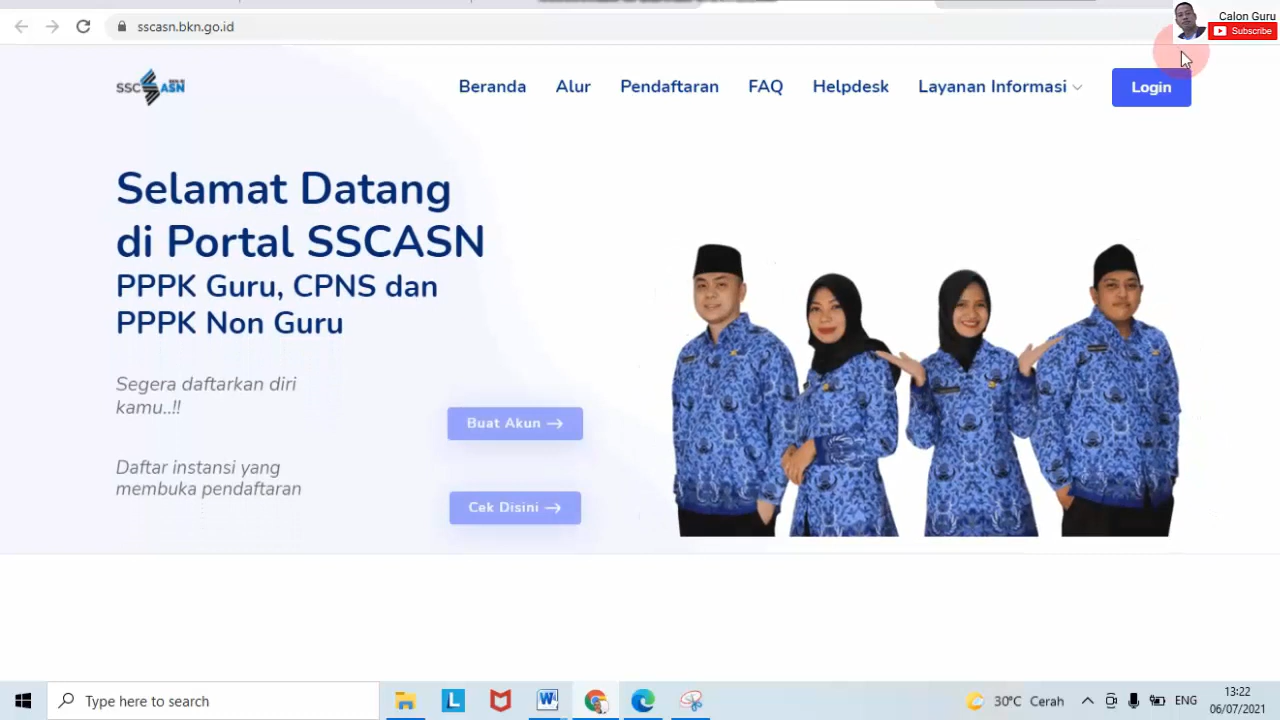 sscasn.bkn.go.id
Calon Guru
Subscribe
SSCASN
Beranda
Alur
Pendaftaran
FAQ
Helpdesk
Layanan Informasi
Login
Selamat Datang
di Portal SSCASN
PPPK Guru, CPNS dan
PPPK Non Guru
Segera daftarkan diri
kamu..!!
Buat Akun
Daftar instansi yang
membuka pendaftaran
Cek Disini
Type here to search
30°C Cerah
ENG
13:22
06/07/2021